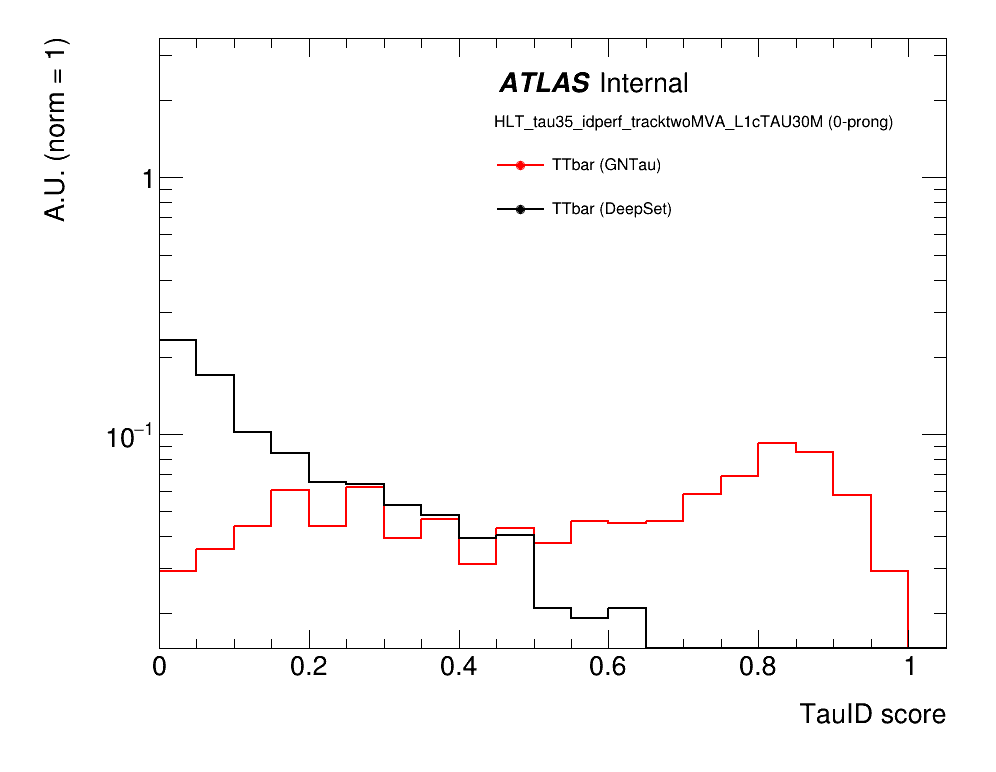 A.U. (norm = 1)
ATLAS Internal
HLT_tau35_idperf_tracktwoMVA_L1cTAU30M (0-prong)
TTbar (GNTau)
TTbar (DeepSet)
1
10⁻¹
0 0.2 0.4 0.6 0.8 1
TauID score